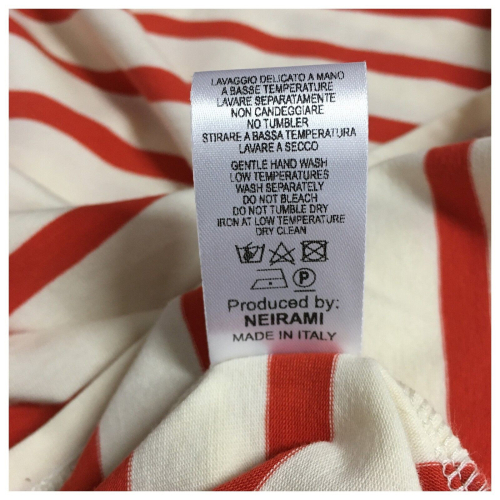 LAVAGGIO DELICATO A MANO
A BASSE TEMPERATURE
LAVARE SEPARATAMENTE
NON CANDEGGIARE
NO TUMBLER
STIRARE A BASSA TEMPERATURA
LAVARE A SECCO
GENTLE HAND WASH
LOW TEMPERATURES
WASH SEPARATELY
DO NOT BLEACH
DO NOT TUMBLE DRY
IRON AT LOW TEMPERATURE
DRY CLEAN
P
Produced by:
NEIRAMI
MADE IN ITALY